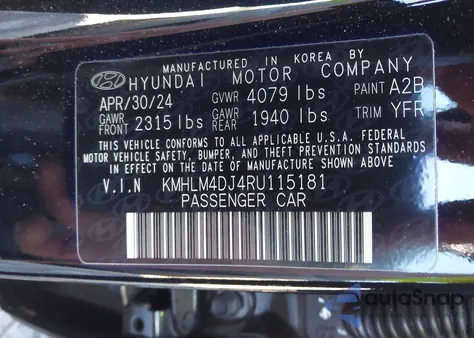 MANUFACTURED IN KOREA BY
HYUNDAI MOTOR COMPANY
APR/30/24 GVWR 4079 lbs PAINT A2B
GAWR FRONT 2315 lbs GAWR REAR 1940 lbs TRIM YFR
THIS VEHICLE CONFORMS TO ALL APPLICABLE U.S.A. FEDERAL
MOTOR VEHICLE SAFETY, BUMPER, AND THEFT PREVENTION STANDARDS
IN EFFECT ON THE DATE OF MANUFACTURE SHOWN ABOVE.
V.I.N KMHLM4DJ4RU115181
PASSENGER CAR
autoSnap